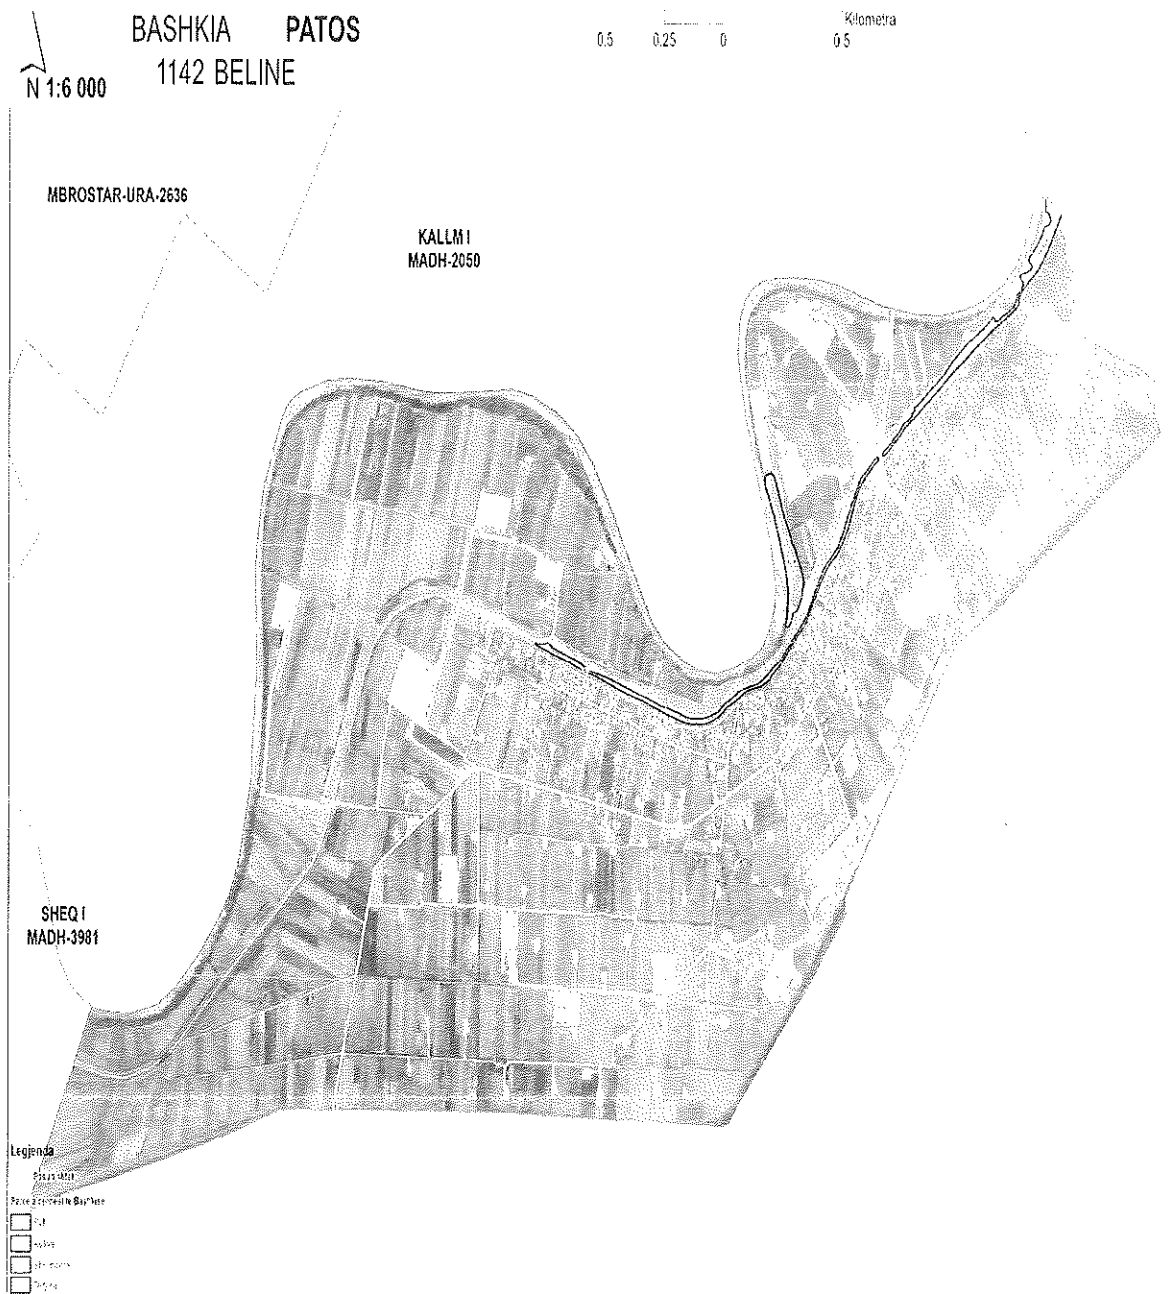 BASHKIA PATOS
1142 BELINE
N 1:6 000
Kilometra
0.5 0.25 0 0.5
MBROSTAR-URA-2636
KALLM I
MADH-2050
SHEQ I
MADH-3981
Legjenda